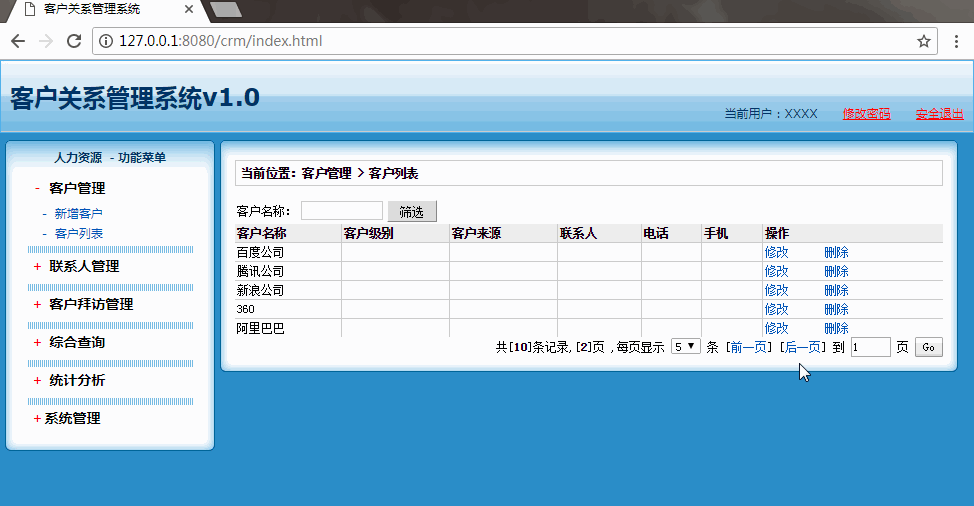 客户关系管理系统
127.0.0.1:8080/crm/index.html
客户关系管理系统v1.0
当前用户：XXXX 修改密码 安全退出
人力资源 - 功能菜单
- 客户管理
- 新增客户
- 客户列表
+ 联系人管理
+ 客户拜访管理
+ 综合查询
+ 统计分析
+ 系统管理
当前位置：客户管理 > 客户列表
客户名称： 筛选
客户名称 客户级别 客户来源 联系人 电话 手机 操作
百度公司 修改 删除
腾讯公司 修改 删除
新浪公司 修改 删除
360 修改 删除
阿里巴巴 修改 删除
共[10]条记录,[2]页 ,每页显示 5 条 [前一页] [后一页] 到 1 页 Go